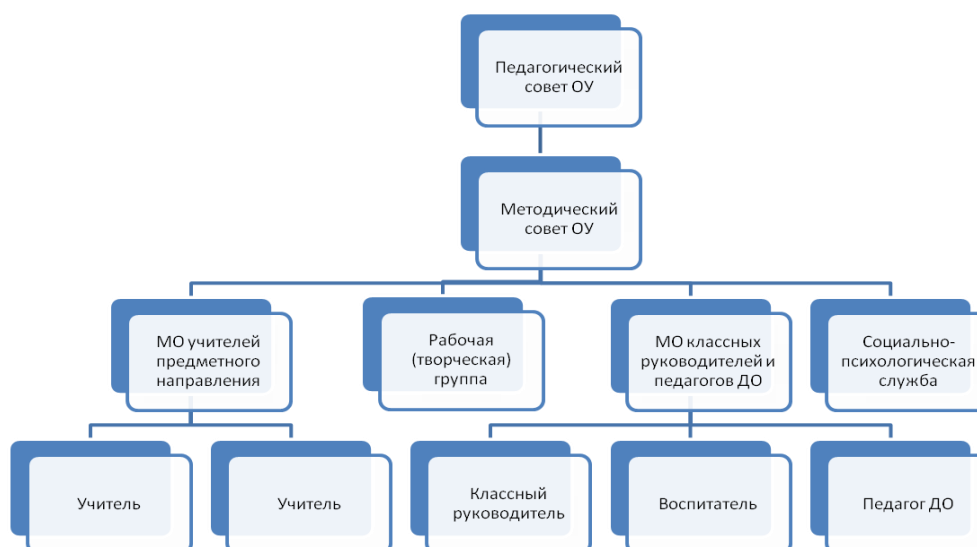 Педагогический
совет ОУ
Методический
совет ОУ
МО учителей
предметного
направления
Рабочая
(творческая)
группа
МО классных
руководителей и
педагогов ДО
Социально-
психологическая
служба
Учитель
Учитель
Классный
руководитель
Воспитатель
Педагог ДО